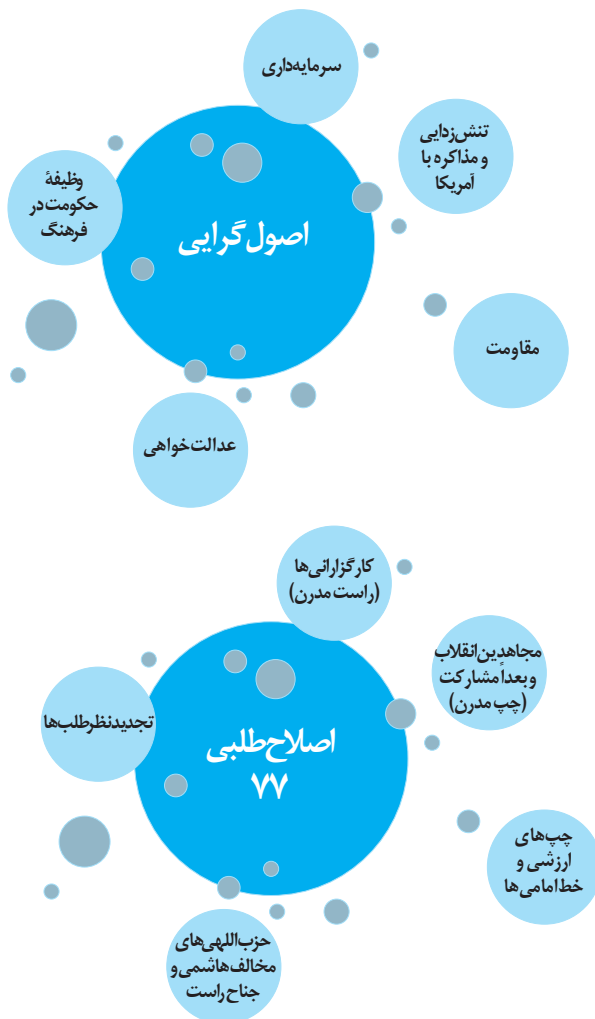 سرمایه‌داری
تنش‌زدایی
و مذاکره با
آمریکا
وظیفهٔ
حکومت در
فرهنگ
اصول‌گرایی
مقاومت
عدالت‌خواهی
کارگزارانی‌ها
(راست مدرن)
مجاهدین‌انقلاب
و بعداً مشارکت
(چپ مدرن)
تجدیدنظرطلب‌ها
اصلاح‌طلبی
۷۷
چپ‌های
ارزشی و
خط‌امامی‌ها
حزب‌اللهی‌های
مخالف‌هاشمی و
جناح راست